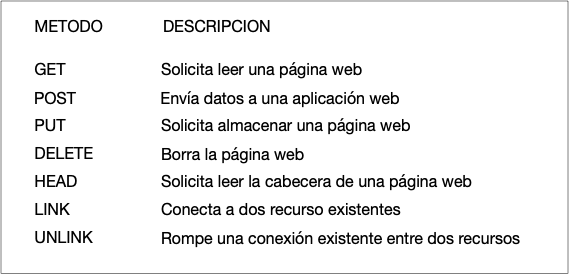 METODO DESCRIPCION
GET Solicita leer una página web
POST Envía datos a una aplicación web
PUT Solicita almacenar una página web
DELETE Borra la página web
HEAD Solicita leer la cabecera de una página web
LINK Conecta a dos recurso existentes
UNLINK Rompe una conexión existente entre dos recursos